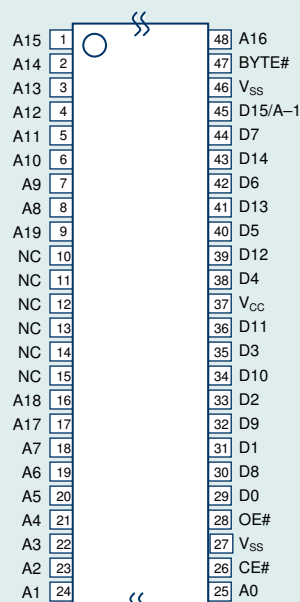 A15 1 48 A16
A14 2 47 BYTE#
A13 3 46 VSS
A12 4 45 D15/A–1
A11 5 44 D7
A10 6 43 D14
A9 7 42 D6
A8 8 41 D13
A19 9 40 D5
NC 10 39 D12
NC 11 38 D4
NC 12 37 VCC
NC 13 36 D11
NC 14 35 D3
NC 15 34 D10
A18 16 33 D2
A17 17 32 D9
A7 18 31 D1
A6 19 30 D8
A5 20 29 D0
A4 21 28 OE#
A3 22 27 VSS
A2 23 26 CE#
A1 24 25 A0